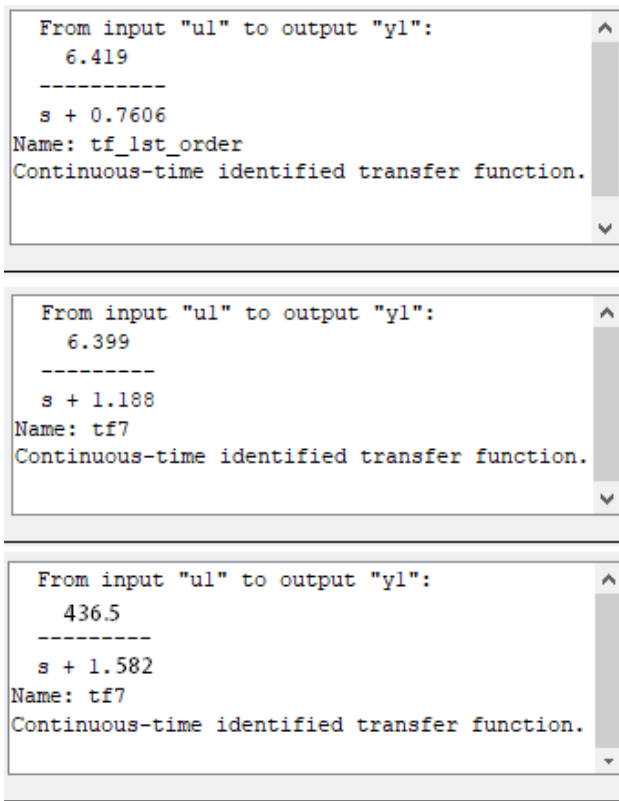 From input "u1" to output "y1":
6.419
----------
s + 0.7606
Name: tf_1st_order
Continuous-time identified transfer function.
From input "u1" to output "y1":
6.399
---------
s + 1.188
Name: tf7
Continuous-time identified transfer function.
From input "u1" to output "y1":
436.5
---------
s + 1.582
Name: tf7
Continuous-time identified transfer function.